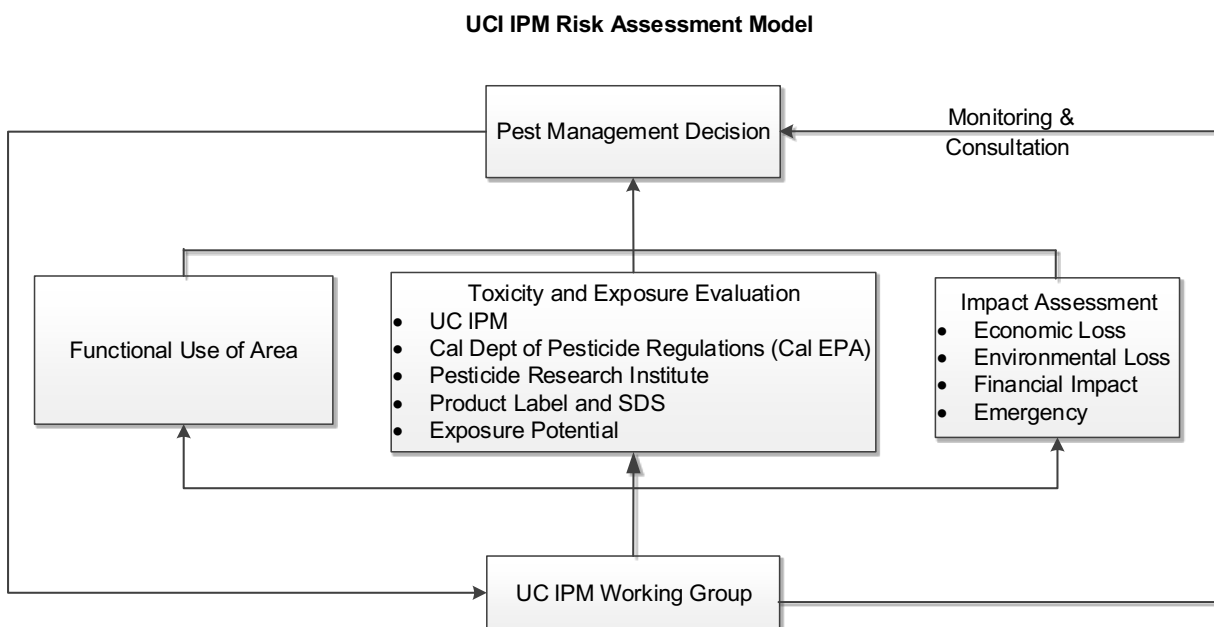 UCI IPM Risk Assessment Model
Pest Management Decision
Monitoring &
Consultation
Functional Use of Area
Toxicity and Exposure Evaluation
• UC IPM
• Cal Dept of Pesticide Regulations (Cal EPA)
• Pesticide Research Institute
• Product Label and SDS
• Exposure Potential
Impact Assessment
• Economic Loss
• Environmental Loss
• Financial Impact
• Emergency
UC IPM Working Group